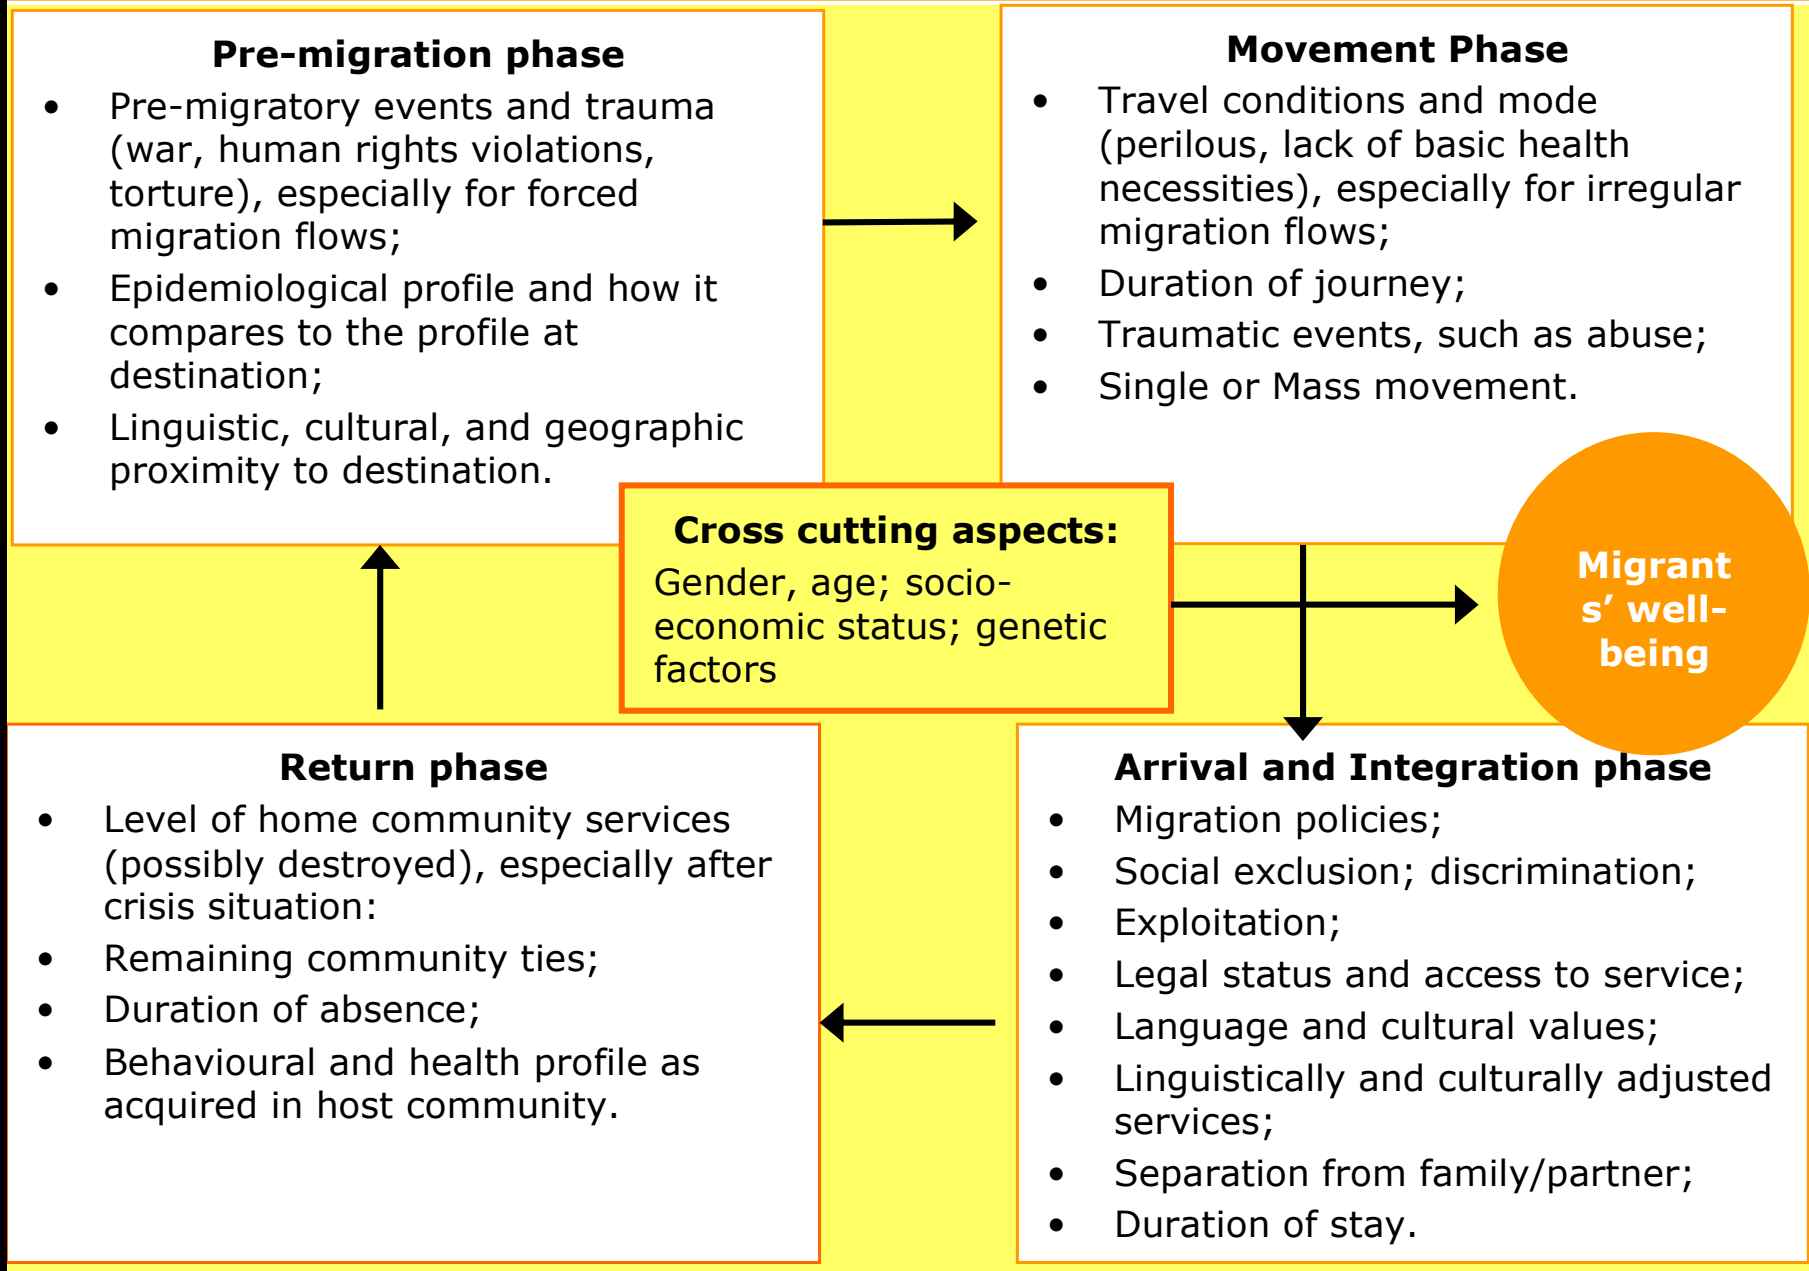 Pre-migration phase
• Pre-migratory events and trauma
(war, human rights violations,
torture), especially for forced
migration flows;
• Epidemiological profile and how it
compares to the profile at
destination;
• Linguistic, cultural, and geographic
proximity to destination.
Movement Phase
• Travel conditions and mode
(perilous, lack of basic health
necessities), especially for irregular
migration flows;
• Duration of journey;
• Traumatic events, such as abuse;
• Single or Mass movement.
Cross cutting aspects:
Gender, age; socio-
economic status; genetic
factors
Migrant
s’ well-
being
Return phase
• Level of home community services
(possibly destroyed), especially after
crisis situation:
• Remaining community ties;
• Duration of absence;
• Behavioural and health profile as
acquired in host community.
Arrival and Integration phase
• Migration policies;
• Social exclusion; discrimination;
• Exploitation;
• Legal status and access to service;
• Language and cultural values;
• Linguistically and culturally adjusted
services;
• Separation from family/partner;
• Duration of stay.